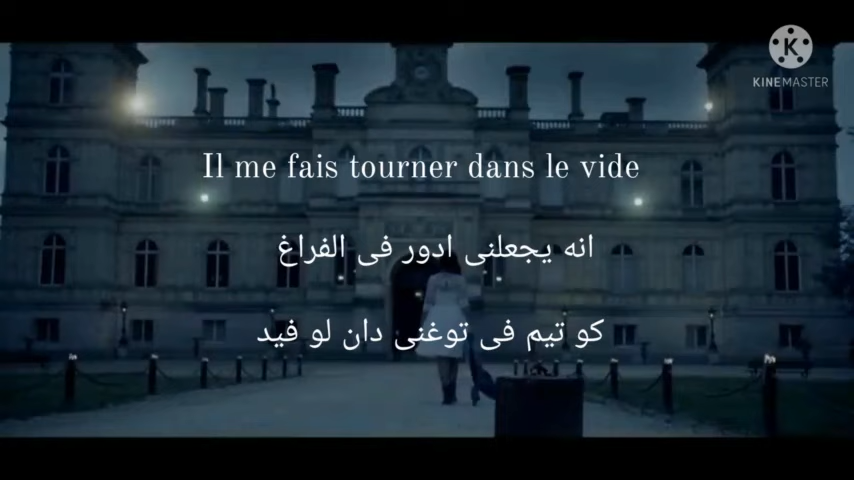 KINEMASTER
Il me fais tourner dans le vide
انه يجعلنى ادور فى الفراغ
كو تيم فى توغنى دان لو فيد